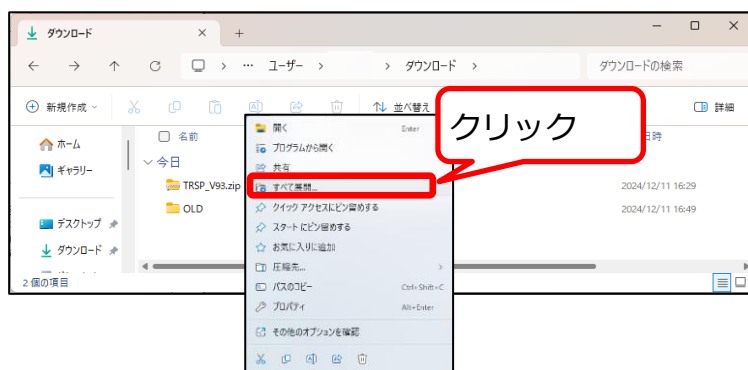 ダウンロード
ユーザー
ダウンロード
ダウンロードの検索
新規作成
並べ替え
詳細
クリック
ホーム
ギャラリー
デスクトップ
ダウンロード
名前
日時
今日
TRSP_V93.zip
2024/12/11 16:29
OLD
2024/12/11 16:49
開く Enter
プログラムから開く
共有
すべて展開...
クイック アクセスにピン留めする
スタート にピン留めする
お気に入りに追加
圧縮先...
パスのコピー Ctrl+Shift+C
プロパティ Alt+Enter
その他のオプションを確認
2 個の項目